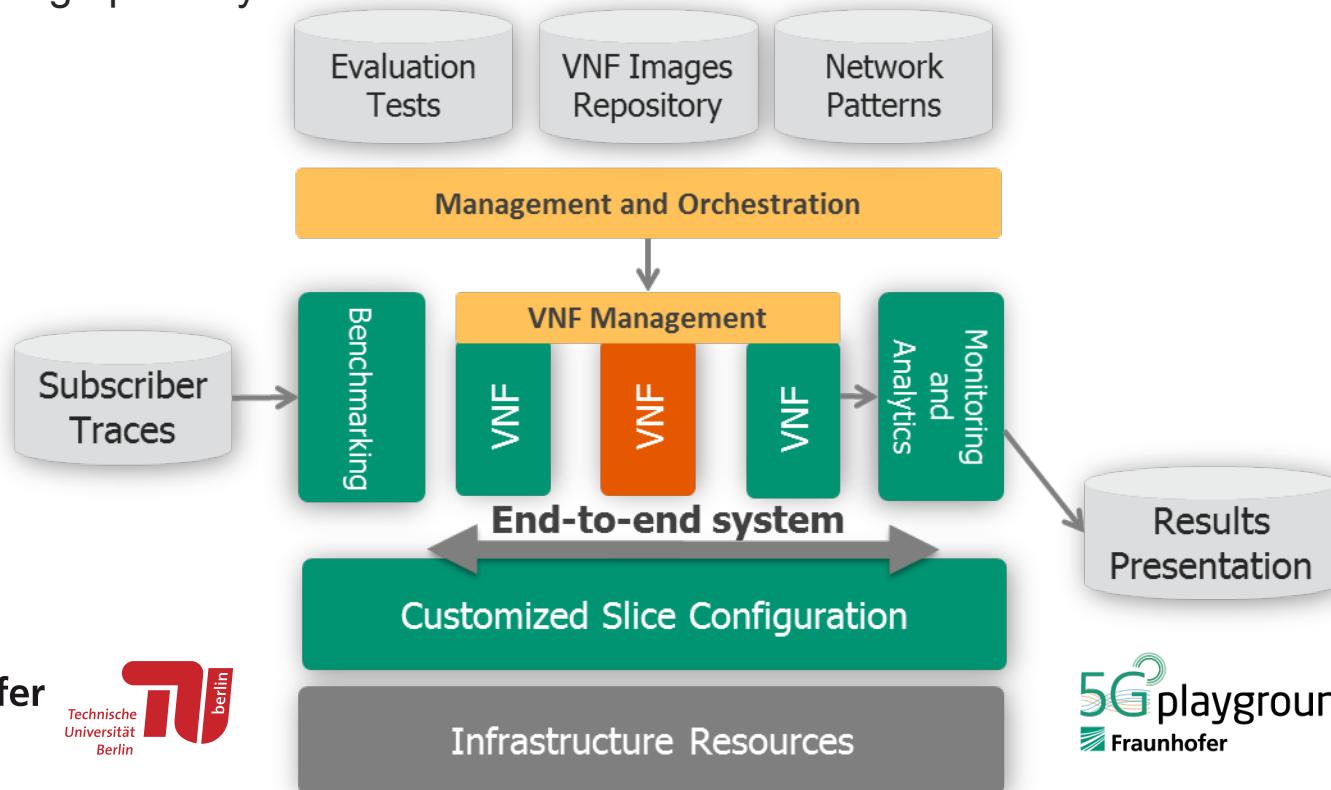 Evaluation
Tests
VNF Images
Repository
Network
Patterns
Management and Orchestration
VNF Management
Subscriber
Traces
Benchmarking
VNF
VNF
VNF
Monitoring
and
Analytics
End-to-end system
Results
Presentation
Customized Slice Configuration
Infrastructure Resources
fer
Technische
Universität
Berlin
berlin
5G playgroun
Fraunhofer